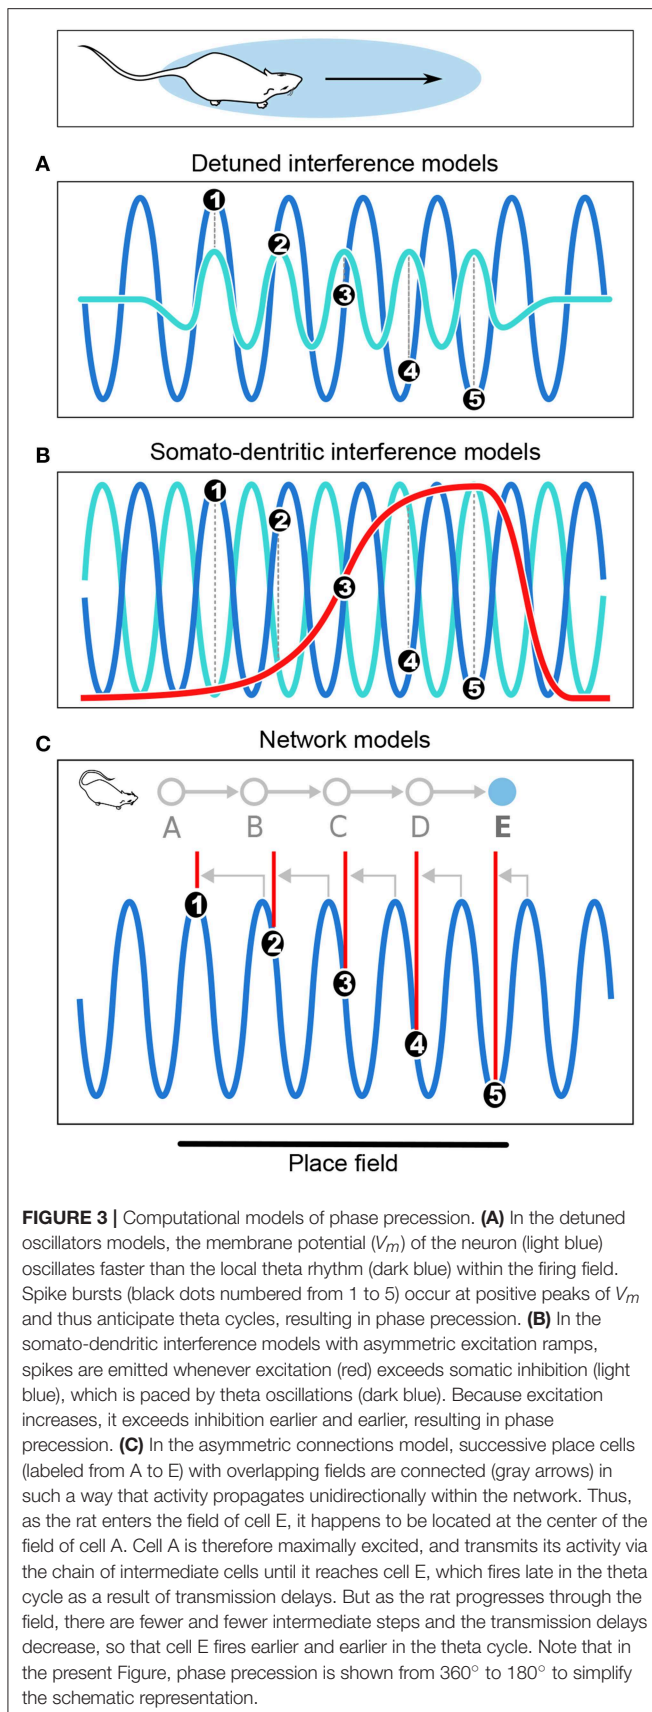 A
Detuned interference models
1
2
3
4
5
B
Somato-dentritic interference models
1
2
3
4
5
C
Network models
A B C D E
1
2
3
4
5
Place field
FIGURE 3 | Computational models of phase precession. (A) In the detuned
oscillators models, the membrane potential (Vm) of the neuron (light blue)
oscillates faster than the local theta rhythm (dark blue) within the firing field.
Spike bursts (black dots numbered from 1 to 5) occur at positive peaks of Vm
and thus anticipate theta cycles, resulting in phase precession. (B) In the
somato-dendritic interference models with asymmetric excitation ramps,
spikes are emitted whenever excitation (red) exceeds somatic inhibition (light
blue), which is paced by theta oscillations (dark blue). Because excitation
increases, it exceeds inhibition earlier and earlier, resulting in phase
precession. (C) In the asymmetric connections model, successive place cells
(labeled from A to E) with overlapping fields are connected (gray arrows) in
such a way that activity propagates unidirectionally within the network. Thus,
as the rat enters the field of cell E, it happens to be located at the center of the
field of cell A. Cell A is therefore maximally excited, and transmits its activity via
the chain of intermediate cells until it reaches cell E, which fires late in the theta
cycle as a result of transmission delays. But as the rat progresses through the
field, there are fewer and fewer intermediate steps and the transmission delays
decrease, so that cell E fires earlier and earlier in the theta cycle. Note that in
the present Figure, phase precession is shown from 360° to 180° to simplify
the schematic representation.